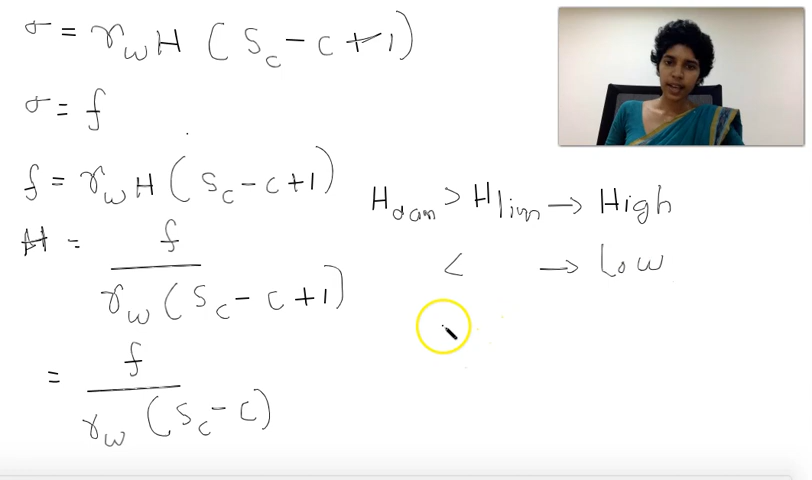 σ = γ_w H (S_c - C + 1)
σ = f
f = γ_w H (S_c - C + 1)
H = f / γ_w (S_c - C + 1)
= f / γ_w (S_c - C)
H_dam > H_lim → High
< → Low